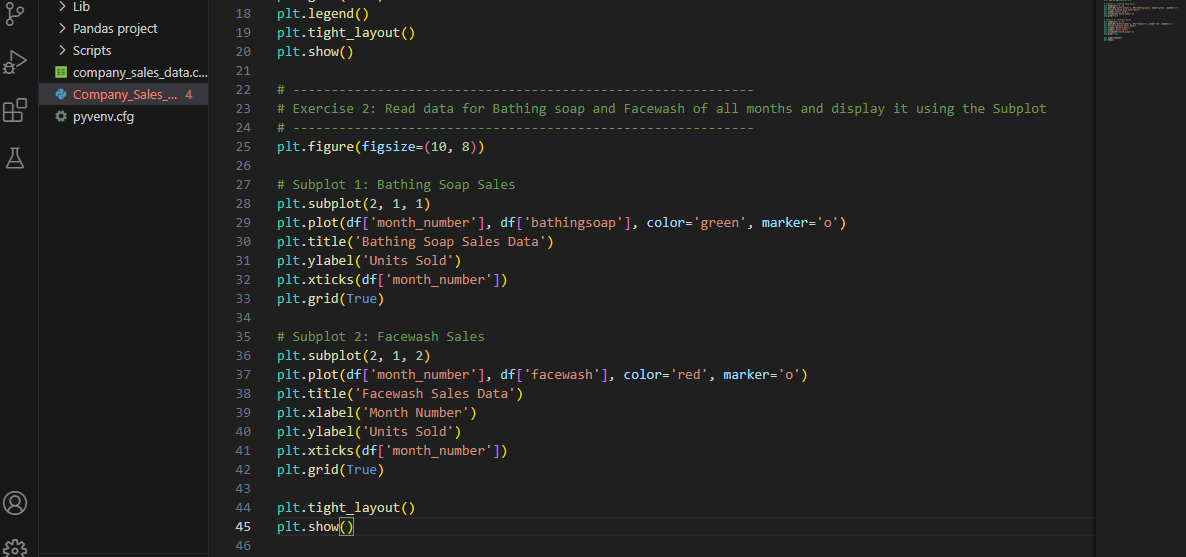 Lib
Pandas project
Scripts
company_sales_data.c...
Company_Sales_... 4
pyvenv.cfg
18 plt.legend()
19 plt.tight_layout()
20 plt.show()
21
22 # ------------------------------------------------------------
23 # Exercise 2: Read data for Bathing soap and Facewash of all months and display it using the Subplot
24 # ------------------------------------------------------------
25 plt.figure(figsize=(10, 8))
26
27 # Subplot 1: Bathing Soap Sales
28 plt.subplot(2, 1, 1)
29 plt.plot(df['month_number'], df['bathingsoap'], color='green', marker='o')
30 plt.title('Bathing Soap Sales Data')
31 plt.ylabel('Units Sold')
32 plt.xticks(df['month_number'])
33 plt.grid(True)
34
35 # Subplot 2: Facewash Sales
36 plt.subplot(2, 1, 2)
37 plt.plot(df['month_number'], df['facewash'], color='red', marker='o')
38 plt.title('Facewash Sales Data')
39 plt.xlabel('Month Number')
40 plt.ylabel('Units Sold')
41 plt.xticks(df['month_number'])
42 plt.grid(True)
43
44 plt.tight_layout()
45 plt.show()
46